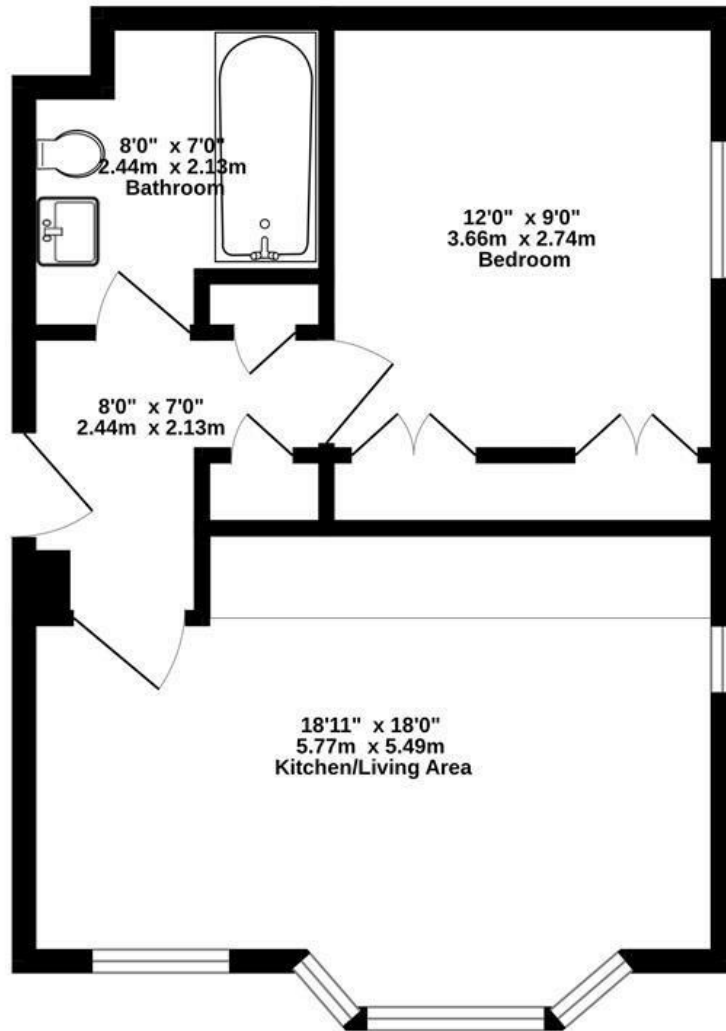 8'0" x 7'0"
2.44m x 2.13m
Bathroom
12'0" x 9'0"
3.66m x 2.74m
Bedroom
8'0" x 7'0"
2.44m x 2.13m
18'11" x 18'0"
5.77m x 5.49m
Kitchen/Living Area